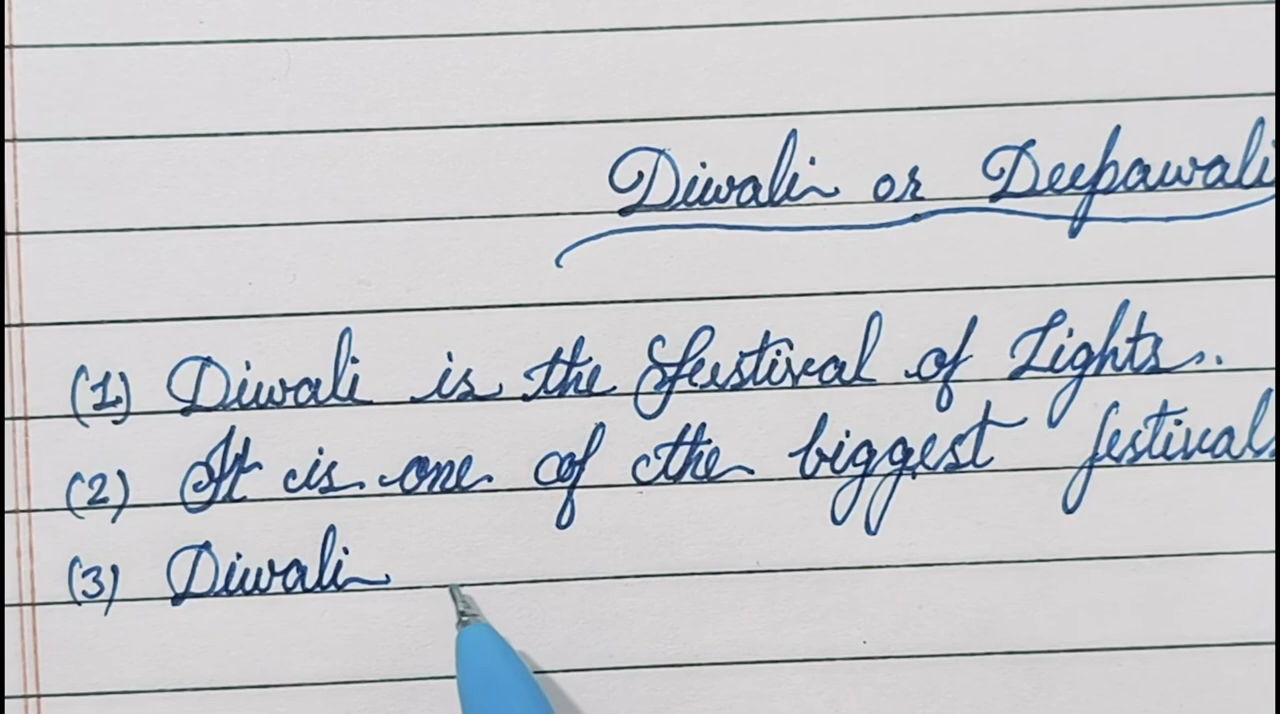 Diwali or Deepawali
(1) Diwali is the festival of Lights.
(2) It is one of the biggest festivals
(3) Diwali